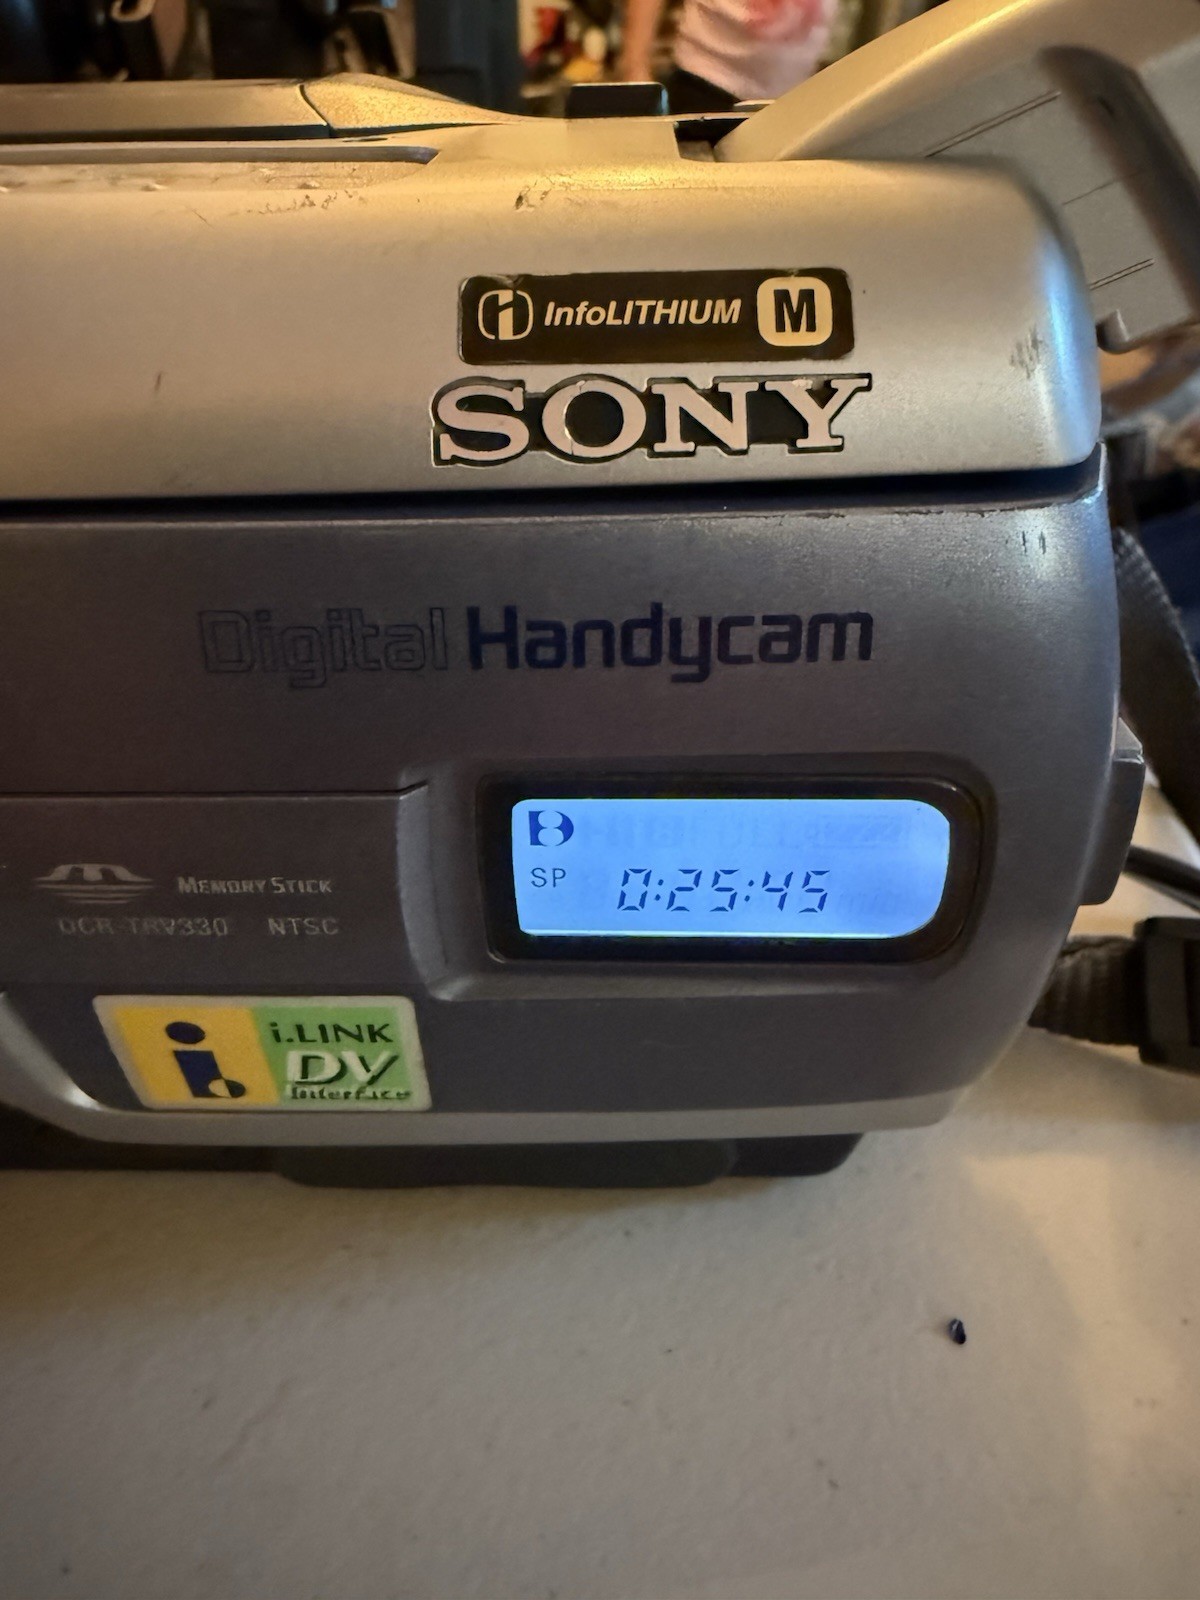 InfoLITHIUM M
SONY
Digital Handycam
SP 0:25:45
MEMORY STICK
DCR-TRV330 NTSC
i.LINK
DV
Interface